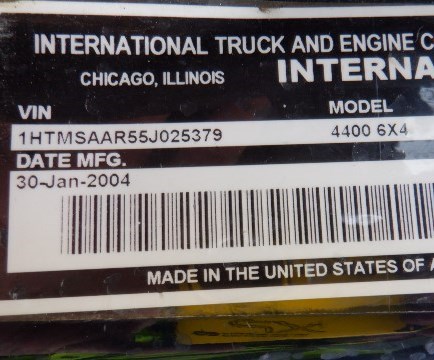 INTERNATIONAL TRUCK AND ENGINE C
CHICAGO, ILLINOIS INTERNA
VIN MODEL
1HTMSAAR55J025379 4400 6X4
DATE MFG.
30-Jan-2004
MADE IN THE UNITED STATES OF A